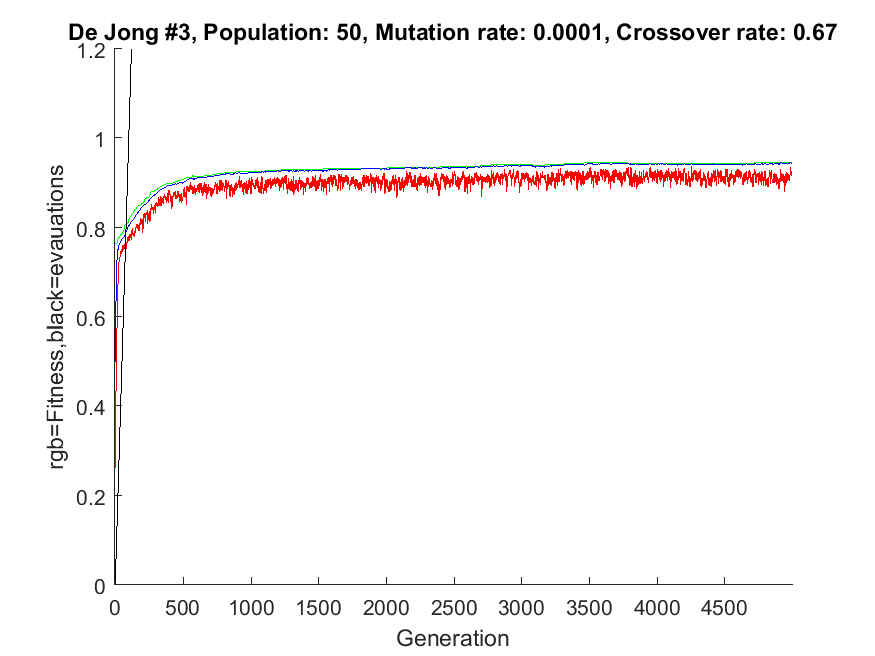 De Jong #3, Population: 50, Mutation rate: 0.0001, Crossover rate: 0.67
1.2
1
0.8
0.6
0.4
0.2
0
rgb=Fitness,black=evauations
0 500 1000 1500 2000 2500 3000 3500 4000 4500
Generation